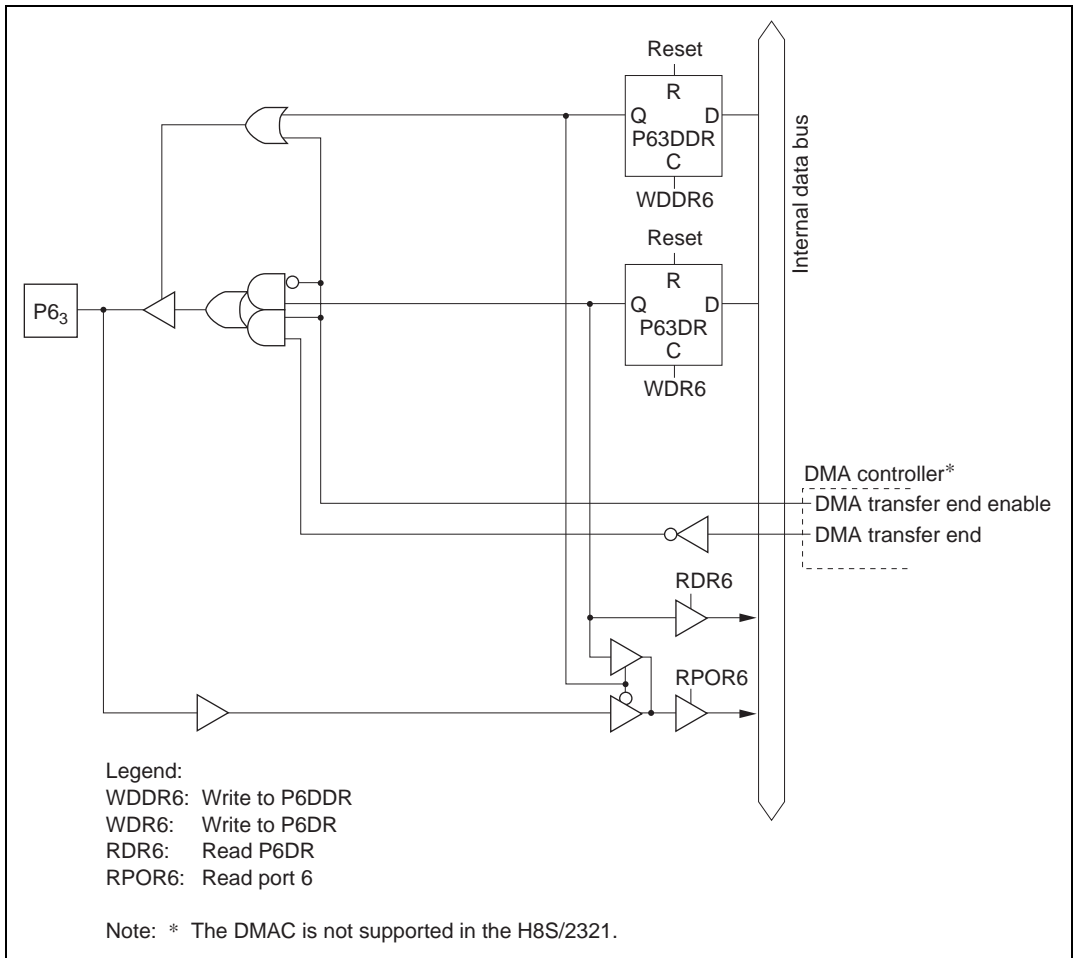 Reset
R
Q D
P63DDR
C
WDDR6
Reset
R
Q D
P63DR
C
WDR6
Internal data bus
P6₃
DMA controller*
DMA transfer end enable
DMA transfer end
RDR6
RPOR6
Legend:
WDDR6: Write to P6DDR
WDR6: Write to P6DR
RDR6: Read P6DR
RPOR6: Read port 6
Note: * The DMAC is not supported in the H8S/2321.